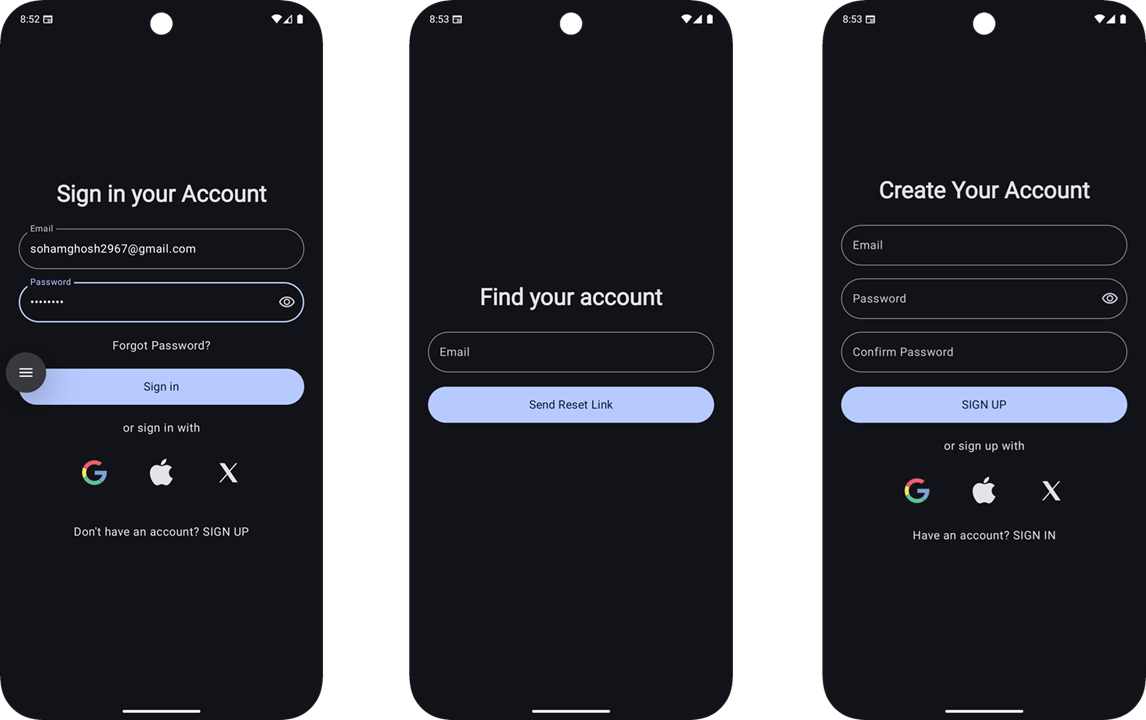 8:52
Sign in your Account
Email
sohamghosh2967@gmail.com
Password
••••••••
Forgot Password?
Sign in
or sign in with
Don't have an account? SIGN UP
8:53
Find your account
Email
Send Reset Link
8:53
Create Your Account
Email
Password
Confirm Password
SIGN UP
or sign up with
Have an account? SIGN IN